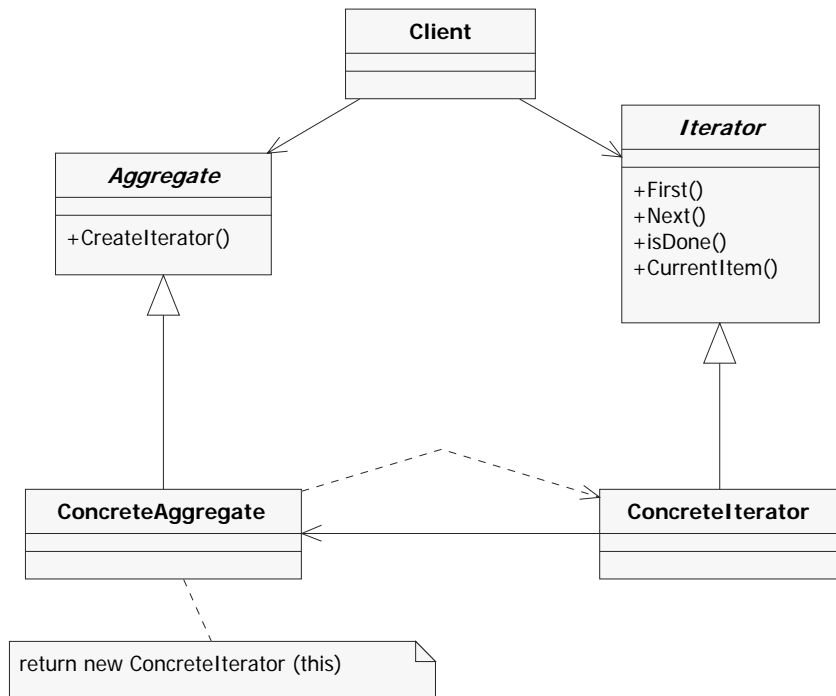 Client
Iterator
+First()
+Next()
+isDone()
+CurrentItem()
Aggregate
+CreateIterator()
ConcreteAggregate
ConcreteIterator
return new ConcreteIterator (this)